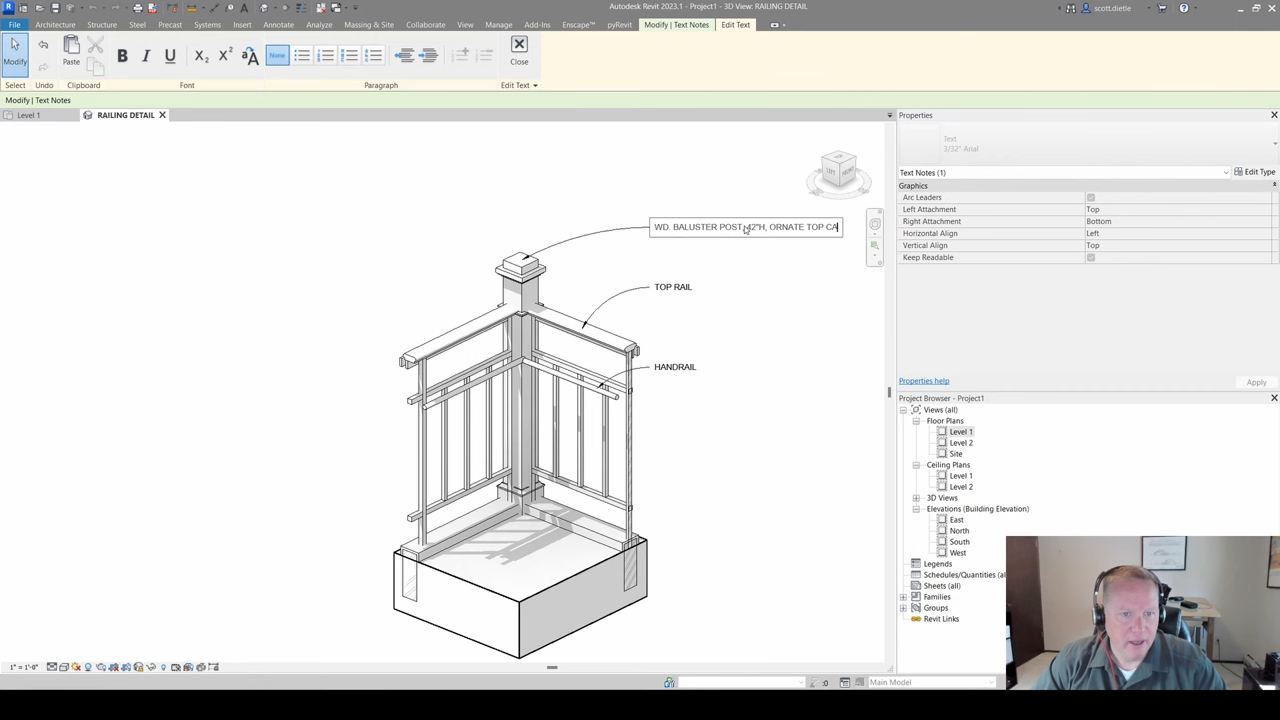 Autodesk Revit 2023.1 - Project1 - 3D View: RAILING DETAIL
scott.dietle
File Architecture Structure Steel Precast Systems Insert Annotate Analyze Massing & Site Collaborate View Manage Add-Ins Enscape™ pyRevit Modify | Text Notes Edit Text
Modify Paste None Close
Select Undo Clipboard Font Paragraph Edit Text
Modify | Text Notes
Level 1
RAILING DETAIL
Properties
Text
3/32" Arial
Text Notes (1)
Edit Type
Graphics
Arc Leaders
Left Attachment Top
Right Attachment Bottom
Horizontal Align Left
Vertical Align Top
Keep Readable
Properties help
Apply
LEFT FRONT
WD. BALUSTER POST, 42"H, ORNATE TOP CA
TOP RAIL
HANDRAIL
Project Browser - Project1
Views (all)
Floor Plans
Level 1
Level 2
Site
Ceiling Plans
Level 1
Level 2
3D Views
Elevations (Building Elevation)
East
North
South
West
Legends
Schedules/Quantities (al
Sheets (all)
Families
Groups
Revit Links
1" = 1'-0"
:0
Main Model